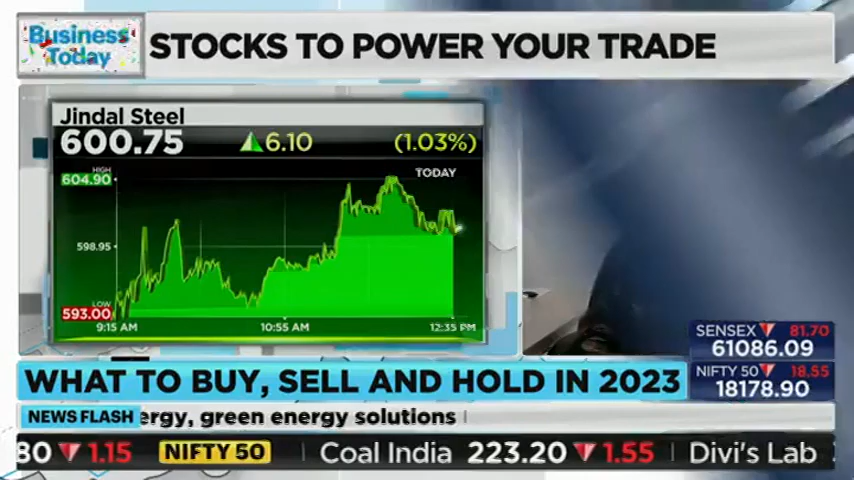 Business Today
STOCKS TO POWER YOUR TRADE
Jindal Steel
600.75 6.10 (1.03%)
TODAY
HIGH
604.90
598.95
LOW
593.00
9:15 AM 10:55 AM 12:35 PM
SENSEX 81.70
61086.09
NIFTY 50 18.55
18178.90
WHAT TO BUY, SELL AND HOLD IN 2023
NEWS FLASH ergy, green energy solutions
80 1.15 NIFTY 50 Coal India 223.20 1.55 Divi's Lab